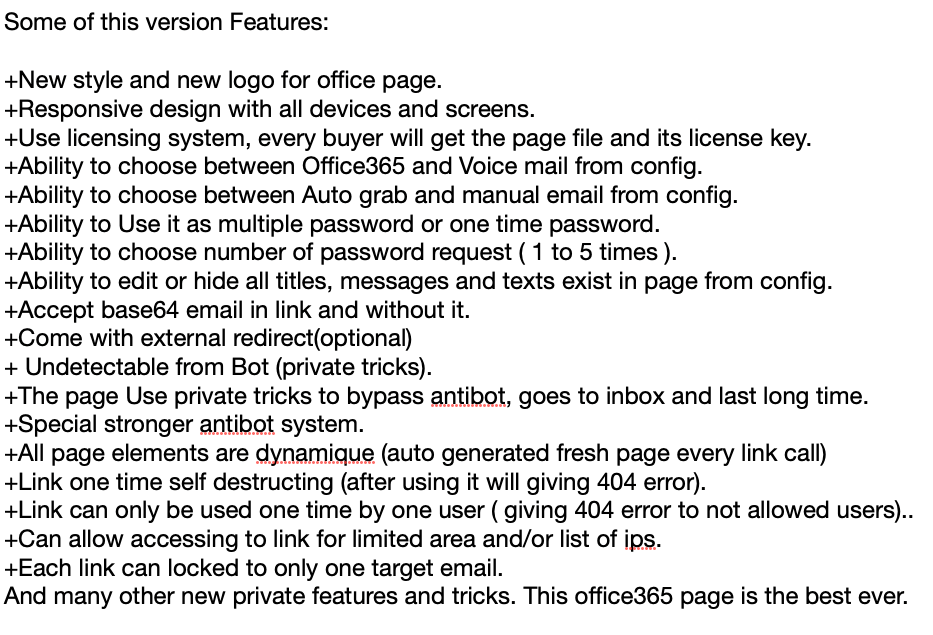 Some of this version Features:
+New style and new logo for office page.
+Responsive design with all devices and screens.
+Use licensing system, every buyer will get the page file and its license key.
+Ability to choose between Office365 and Voice mail from config.
+Ability to choose between Auto grab and manual email from config.
+Ability to Use it as multiple password or one time password.
+Ability to choose number of password request ( 1 to 5 times ).
+Ability to edit or hide all titles, messages and texts exist in page from config.
+Accept base64 email in link and without it.
+Come with external redirect(optional)
+ Undetectable from Bot (private tricks).
+The page Use private tricks to bypass antibot, goes to inbox and last long time.
+Special stronger antibot system.
+All page elements are dynamique (auto generated fresh page every link call)
+Link one time self destructing (after using it will giving 404 error).
+Link can only be used one time by one user ( giving 404 error to not allowed users)..
+Can allow accessing to link for limited area and/or list of ips.
+Each link can locked to only one target email.
And many other new private features and tricks. This office365 page is the best ever.